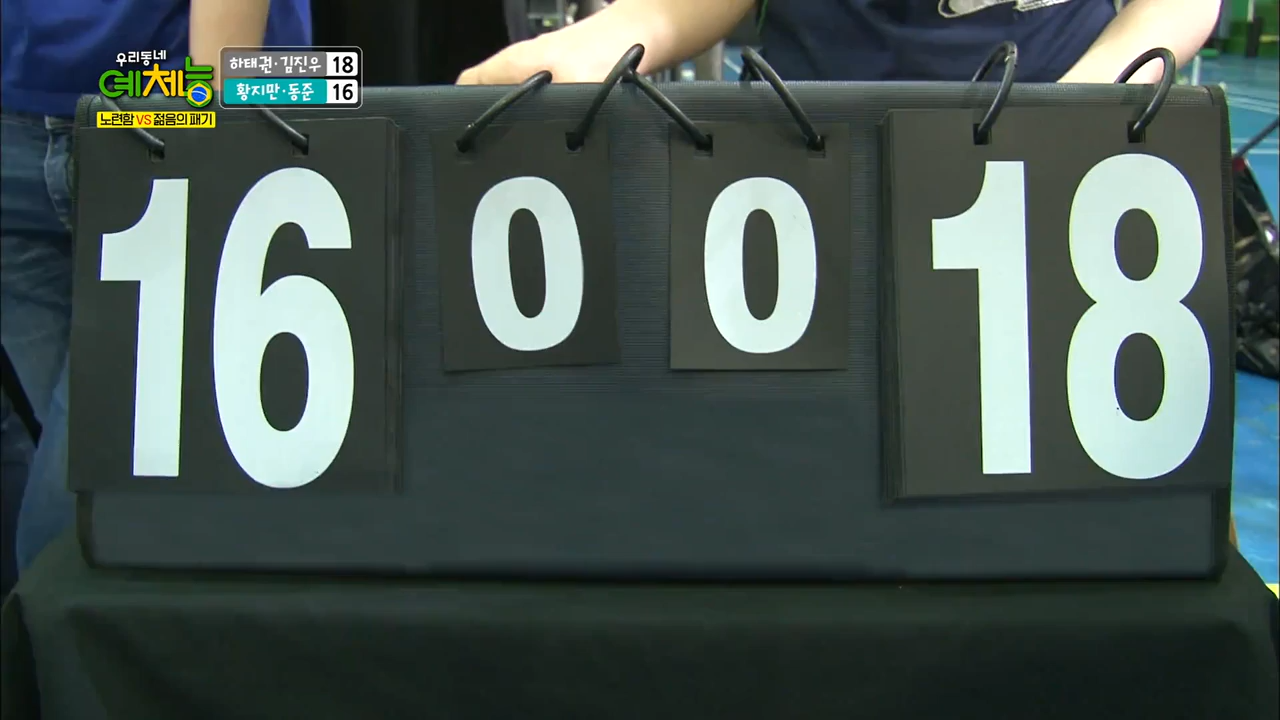 우리동네
예체능
노련함 VS 젊음의 패기
하태권·김진우 18
황지만·동준 16
16 0 0 18